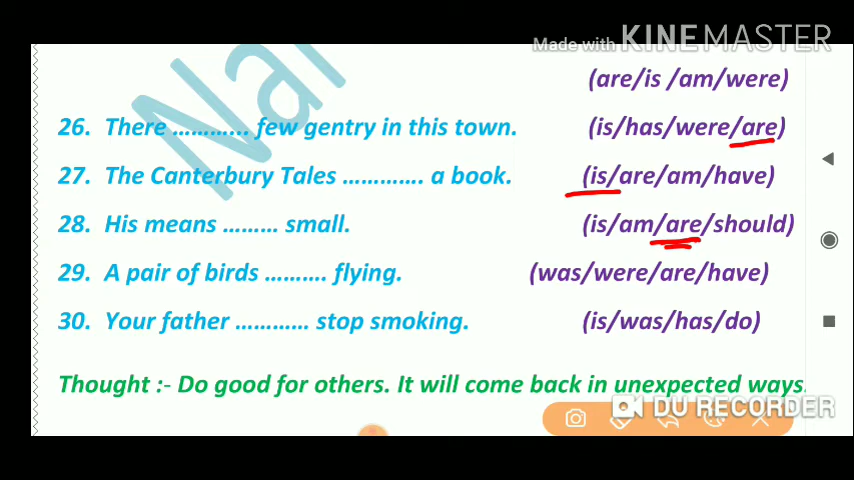 Made with KINEMASTER
(are/is /am/were)
26. There ………... few gentry in this town. (is/has/were/are)
27. The Canterbury Tales …………. a book. (is/are/am/have)
28. His means ……… small. (is/am/are/should)
29. A pair of birds ………. flying. (was/were/are/have)
30. Your father ………… stop smoking. (is/was/has/do)
Thought :- Do good for others. It will come back in unexpected ways.
DU RECORDER